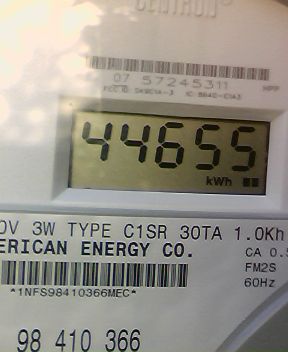 CENTRON
07 57245311
44655
kWh
0V 3W TYPE C1SR 30TA 1.0Kh
ERICAN ENERGY CO.
CA 0.5
FM2S
60Hz
*1NFS98410366MEC*
98 410 366